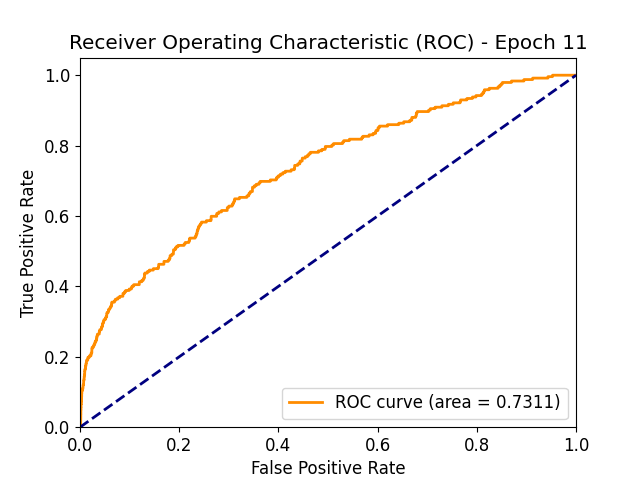 Receiver Operating Characteristic (ROC) - Epoch 11
True Positive Rate
1.0
0.8
0.6
0.4
0.2
0.0
ROC curve (area = 0.7311)
0.0 0.2 0.4 0.6 0.8 1.0
False Positive Rate